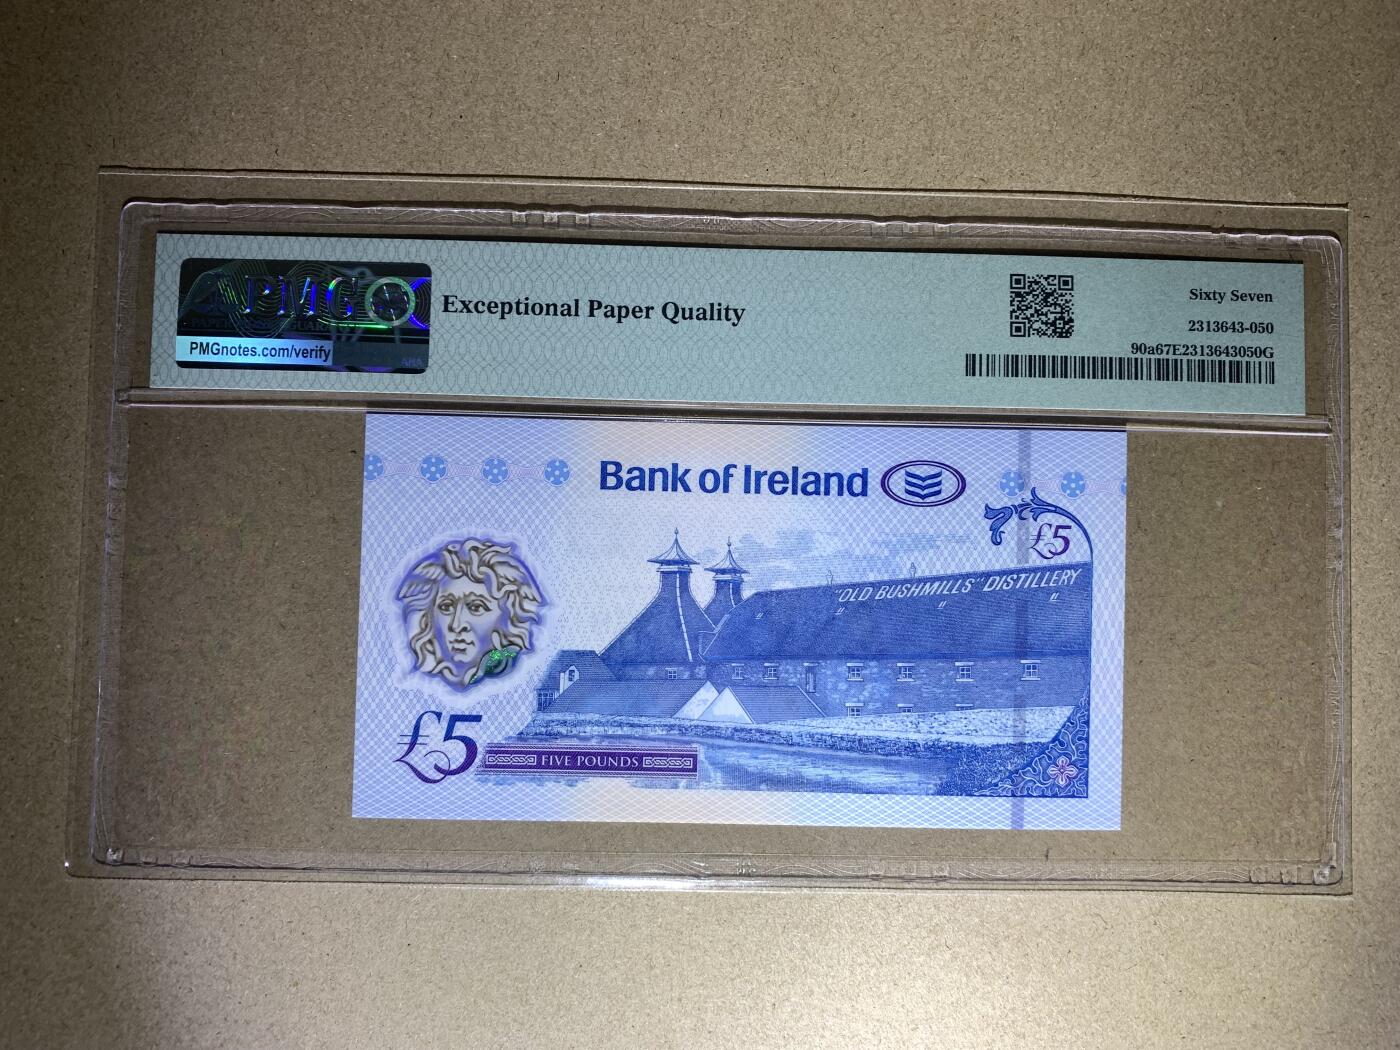 PMG
PMGnotes.com/verify
Exceptional Paper Quality
Sixty Seven
2313643-050
90a67E2313643050G
Bank of Ireland
£5
"OLD BUSHMILLS" DISTILLERY
£5
FIVE POUNDS